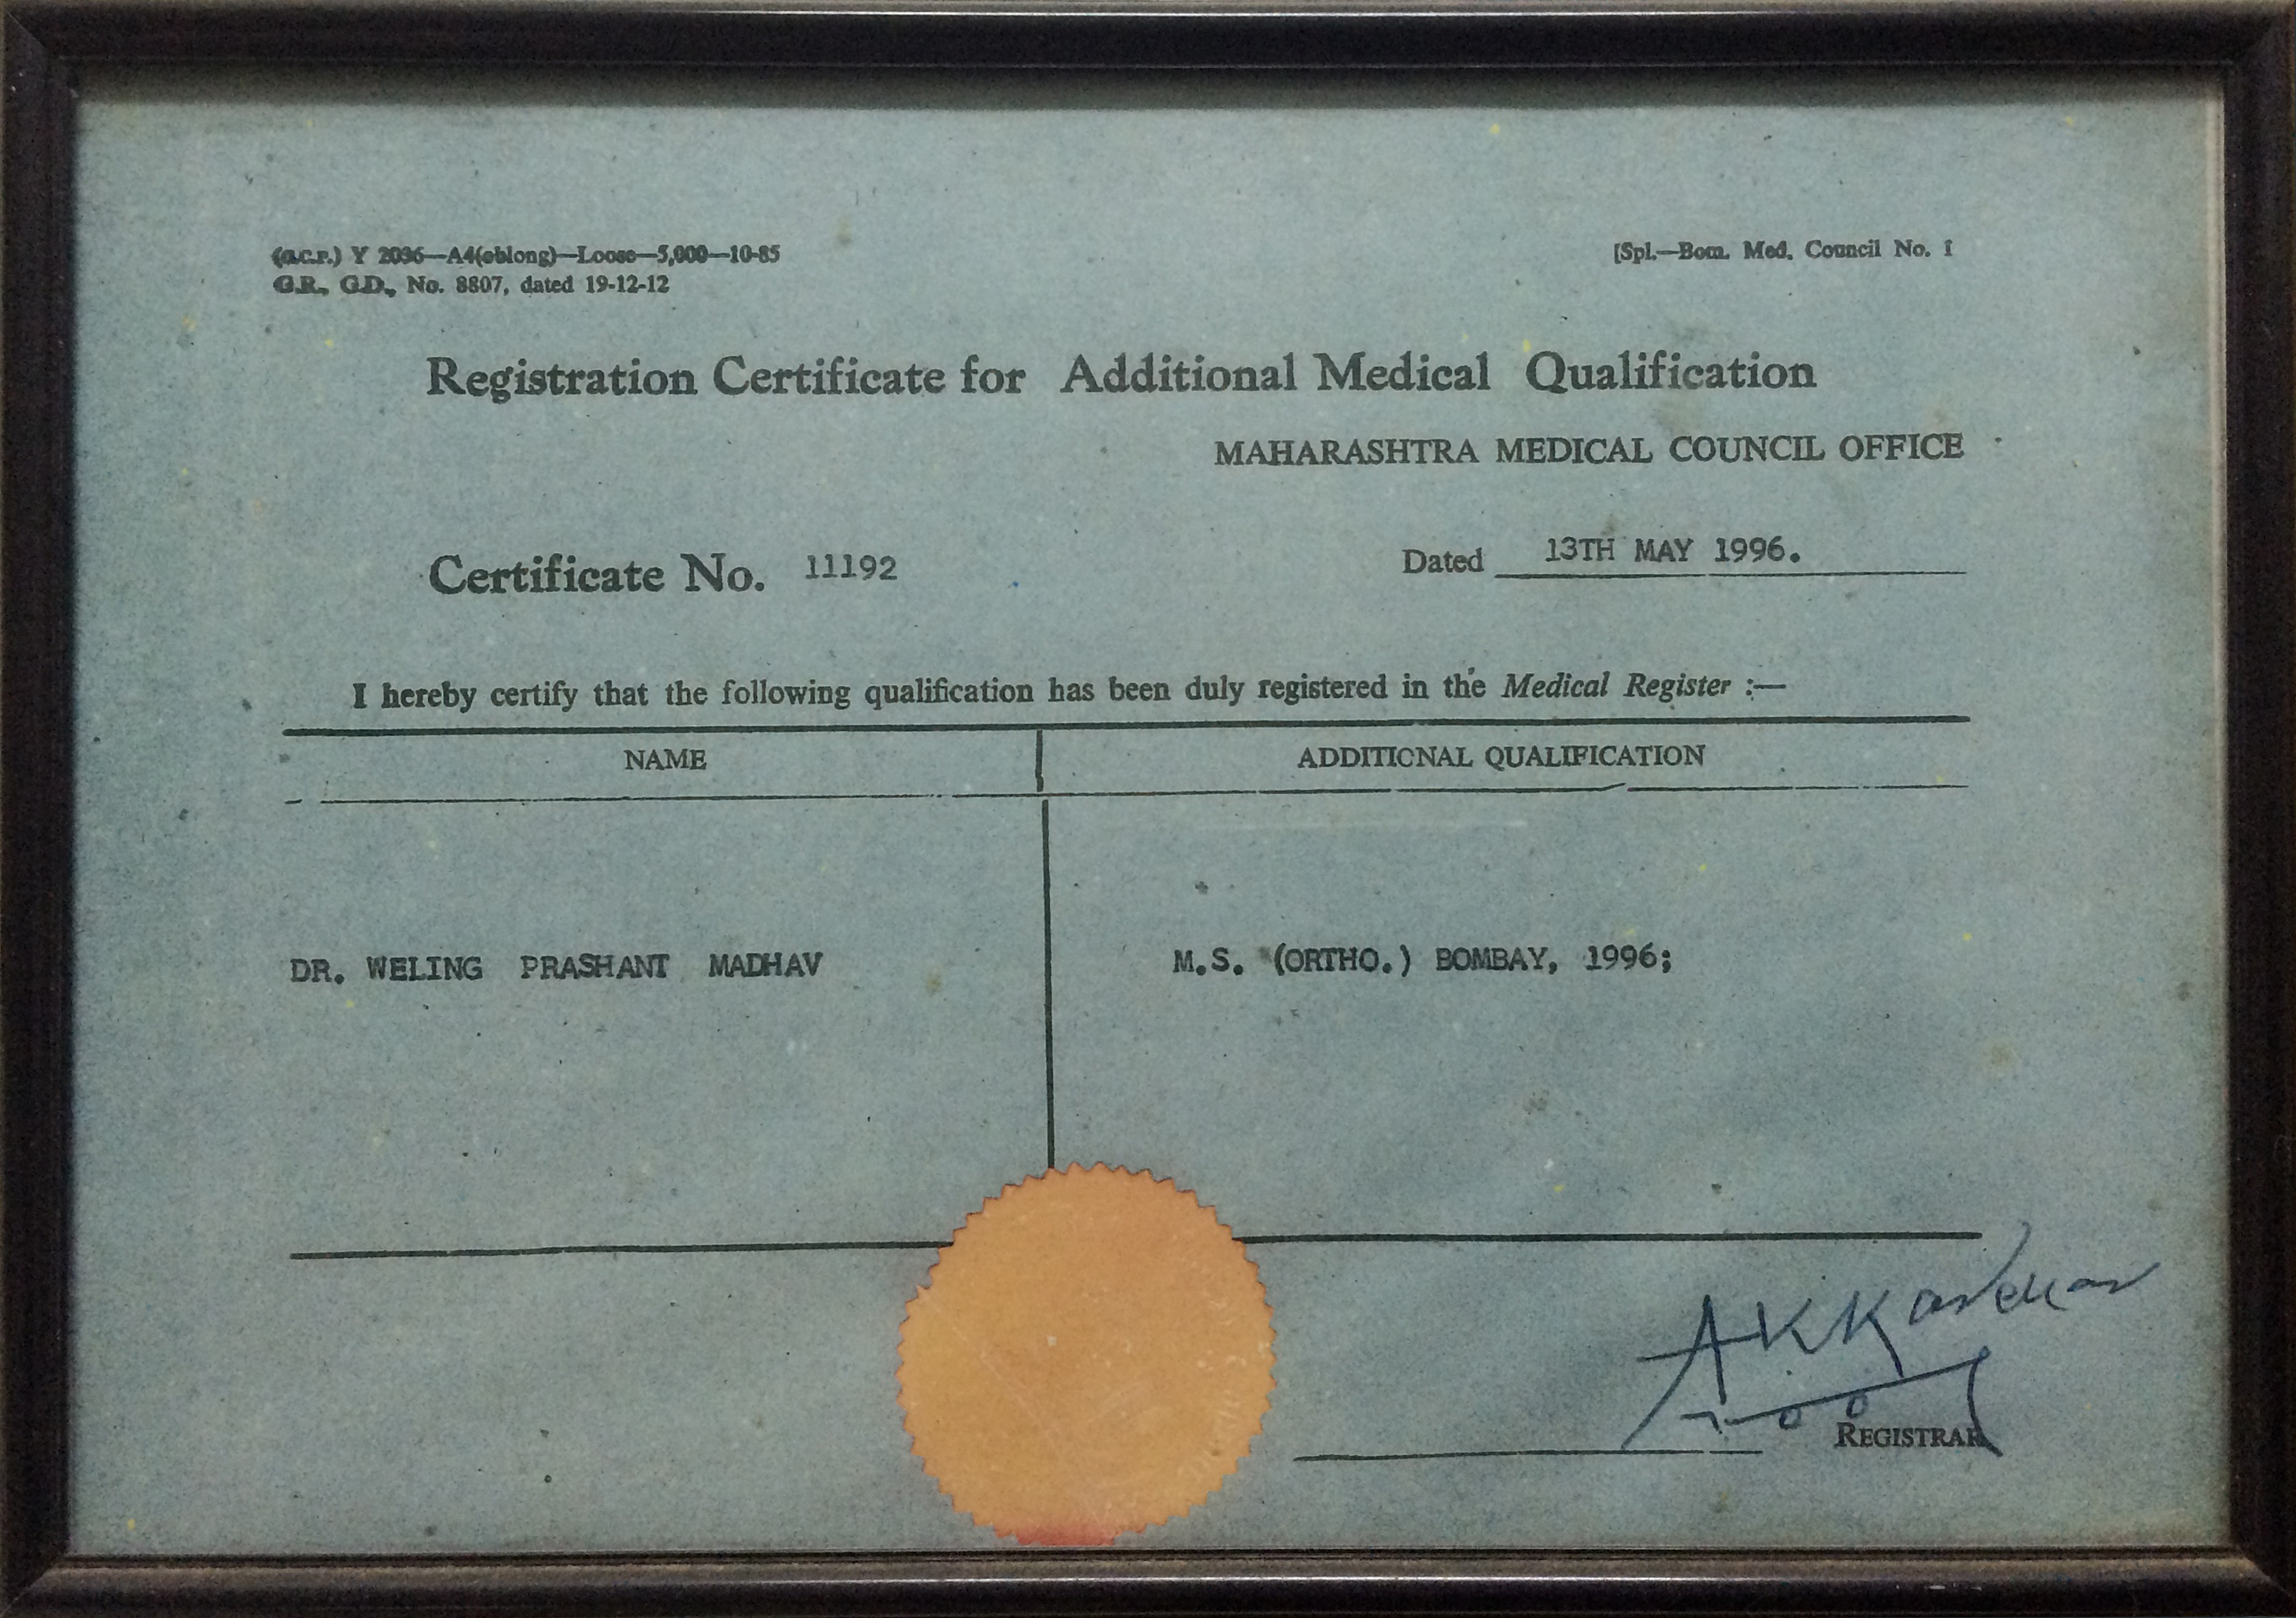 (G.C.P.) Y 2096—A4(oblong)—Loose—5,000—10-85
[Spl.—Bom. Med. Council No. 1
G.R., G.D., No. 8807, dated 19-12-12
Registration Certificate for Additional Medical Qualification
MAHARASHTRA MEDICAL COUNCIL OFFICE
Certificate No. 11192
Dated 13TH MAY 1996.
I hereby certify that the following qualification has been duly registered in the Medical Register :—
NAME
ADDITIONAL QUALIFICATION
DR. WELING PRASHANT MADHAV
M.S. (ORTHO.) BOMBAY, 1996;
REGISTRAR